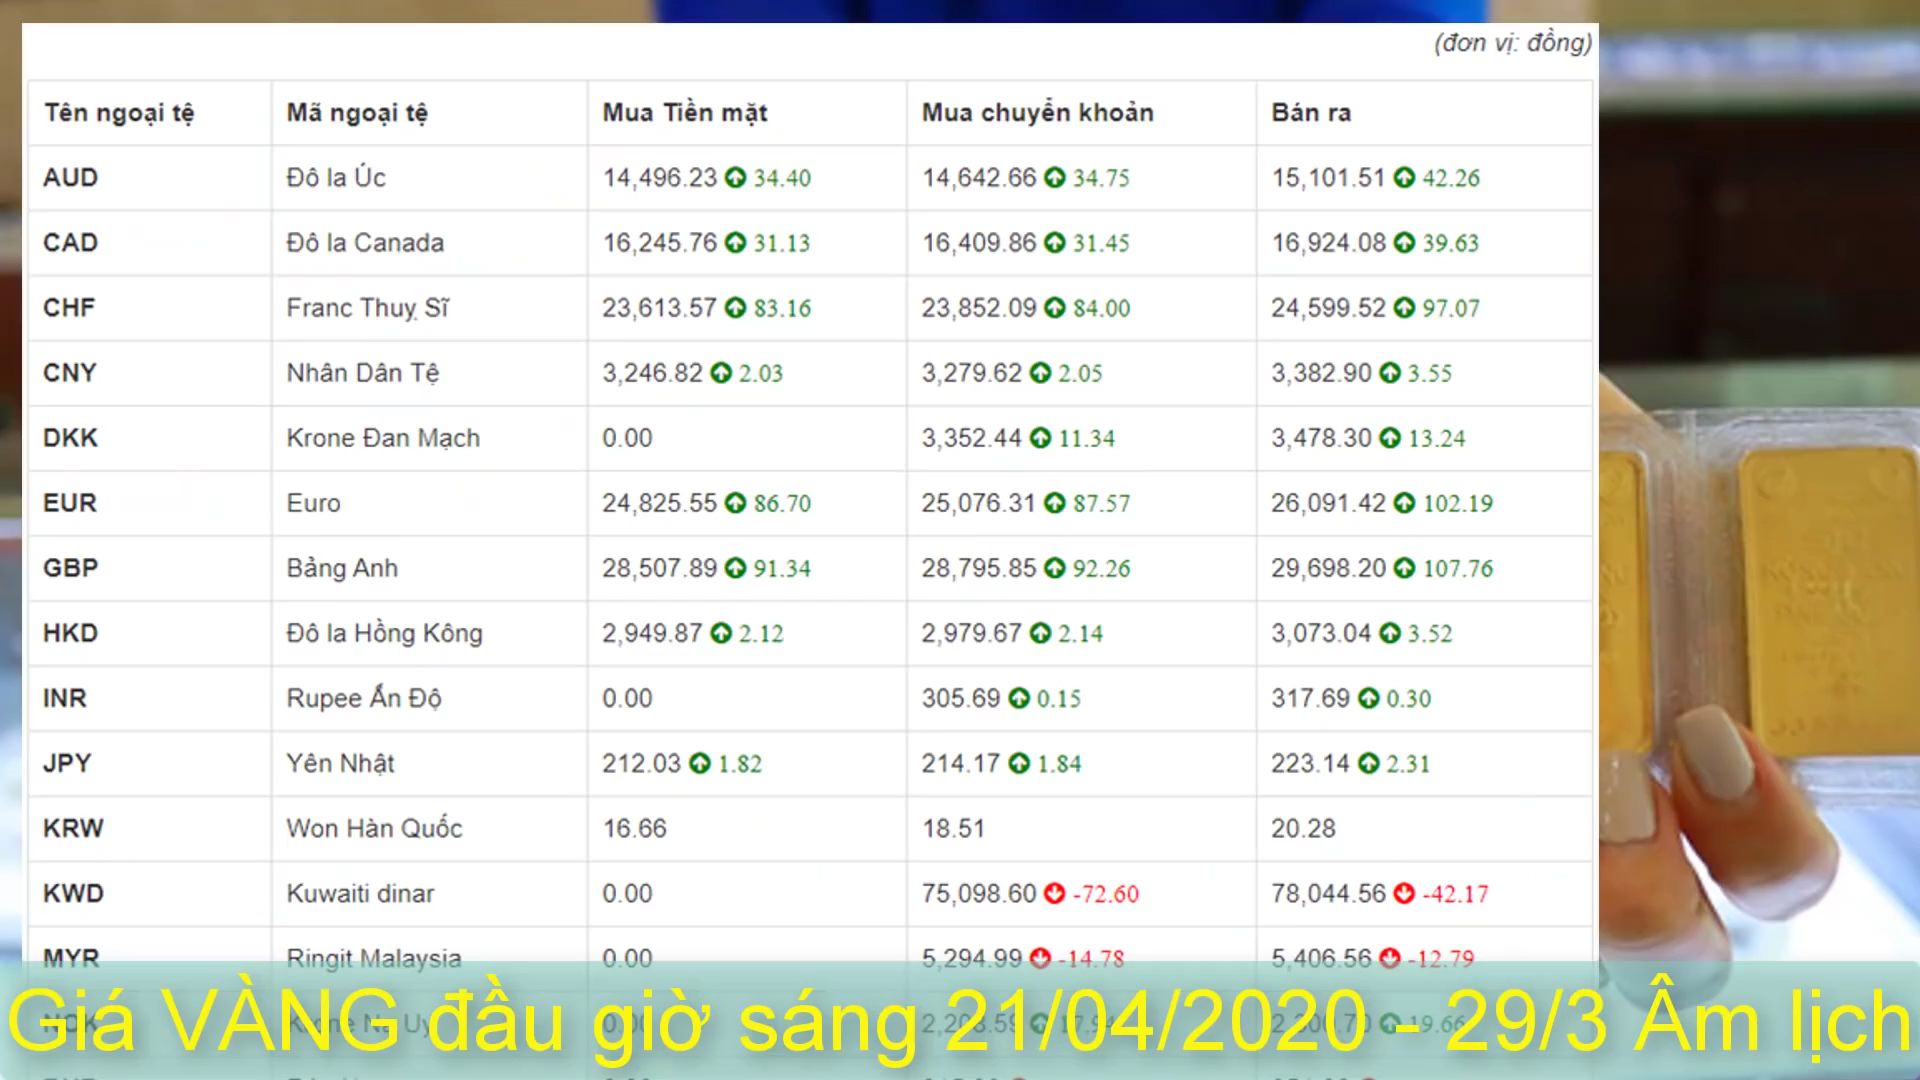 (đơn vị: đồng)
Tên ngoại tệ Mã ngoại tệ Mua Tiền mặt Mua chuyển khoản Bán ra
AUD Đô la Úc 14,496.23 34.40 14,642.66 34.75 15,101.51 42.26
CAD Đô la Canada 16,245.76 31.13 16,409.86 31.45 16,924.08 39.63
CHF Franc Thuỵ Sĩ 23,613.57 83.16 23,852.09 84.00 24,599.52 97.07
CNY Nhân Dân Tệ 3,246.82 2.03 3,279.62 2.05 3,382.90 3.55
DKK Krone Đan Mạch 0.00 3,352.44 11.34 3,478.30 13.24
EUR Euro 24,825.55 86.70 25,076.31 87.57 26,091.42 102.19
GBP Bảng Anh 28,507.89 91.34 28,795.85 92.26 29,698.20 107.76
HKD Đô la Hồng Kông 2,949.87 2.12 2,979.67 2.14 3,073.04 3.52
INR Rupee Ấn Độ 0.00 305.69 0.15 317.69 0.30
JPY Yên Nhật 212.03 1.82 214.17 1.84 223.14 2.31
KRW Won Hàn Quốc 16.66 18.51 20.28
KWD Kuwaiti dinar 0.00 75,098.60 -72.60 78,044.56 -42.17
MYR Ringit Malaysia 0.00 5,294.99 -14.78 5,406.56 -12.79
Giá VÀNG đầu giờ sáng 21/04/2020 - 29/3 Âm lịch